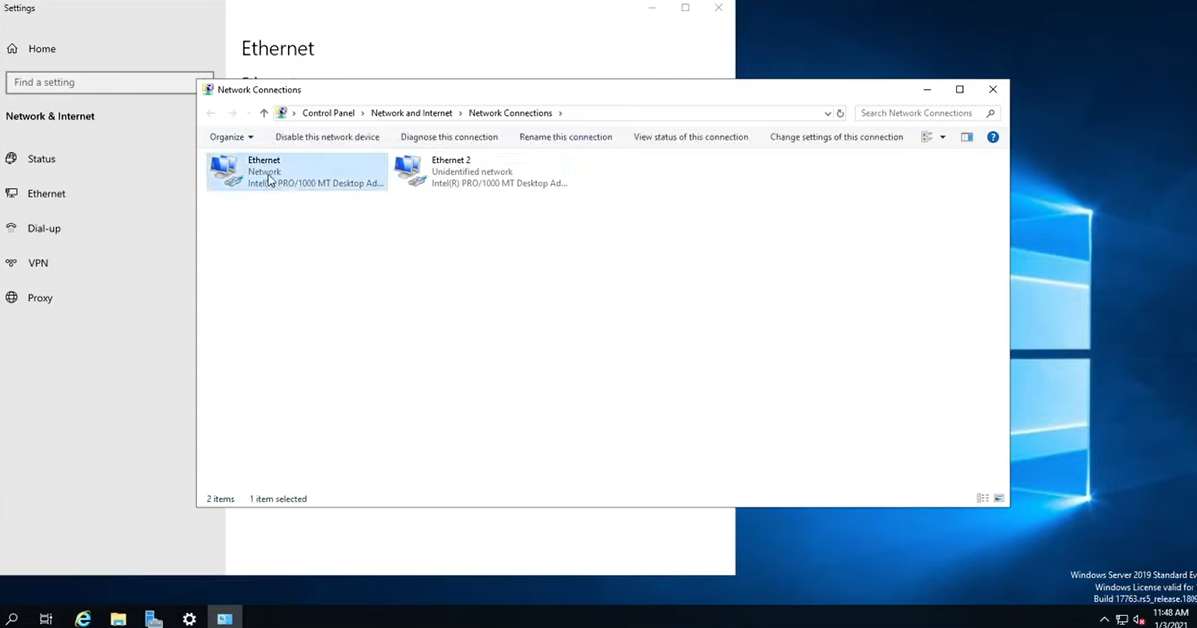 Settings
Home
Find a setting
Network & Internet
Status
Ethernet
Dial-up
VPN
Proxy
Ethernet
Network Connections
Control Panel > Network and Internet > Network Connections >
Search Network Connections
Organize
Disable this network device
Diagnose this connection
Rename this connection
View status of this connection
Change settings of this connection
Ethernet
Network
Intel(R) PRO/1000 MT Desktop Ad...
Ethernet 2
Unidentified network
Intel(R) PRO/1000 MT Desktop Ad...
2 items
1 item selected
Windows Server 2019 Standard Ev
Windows License valid for
Build 17763.rs5_release.1809
11:48 AM
1/3/2021